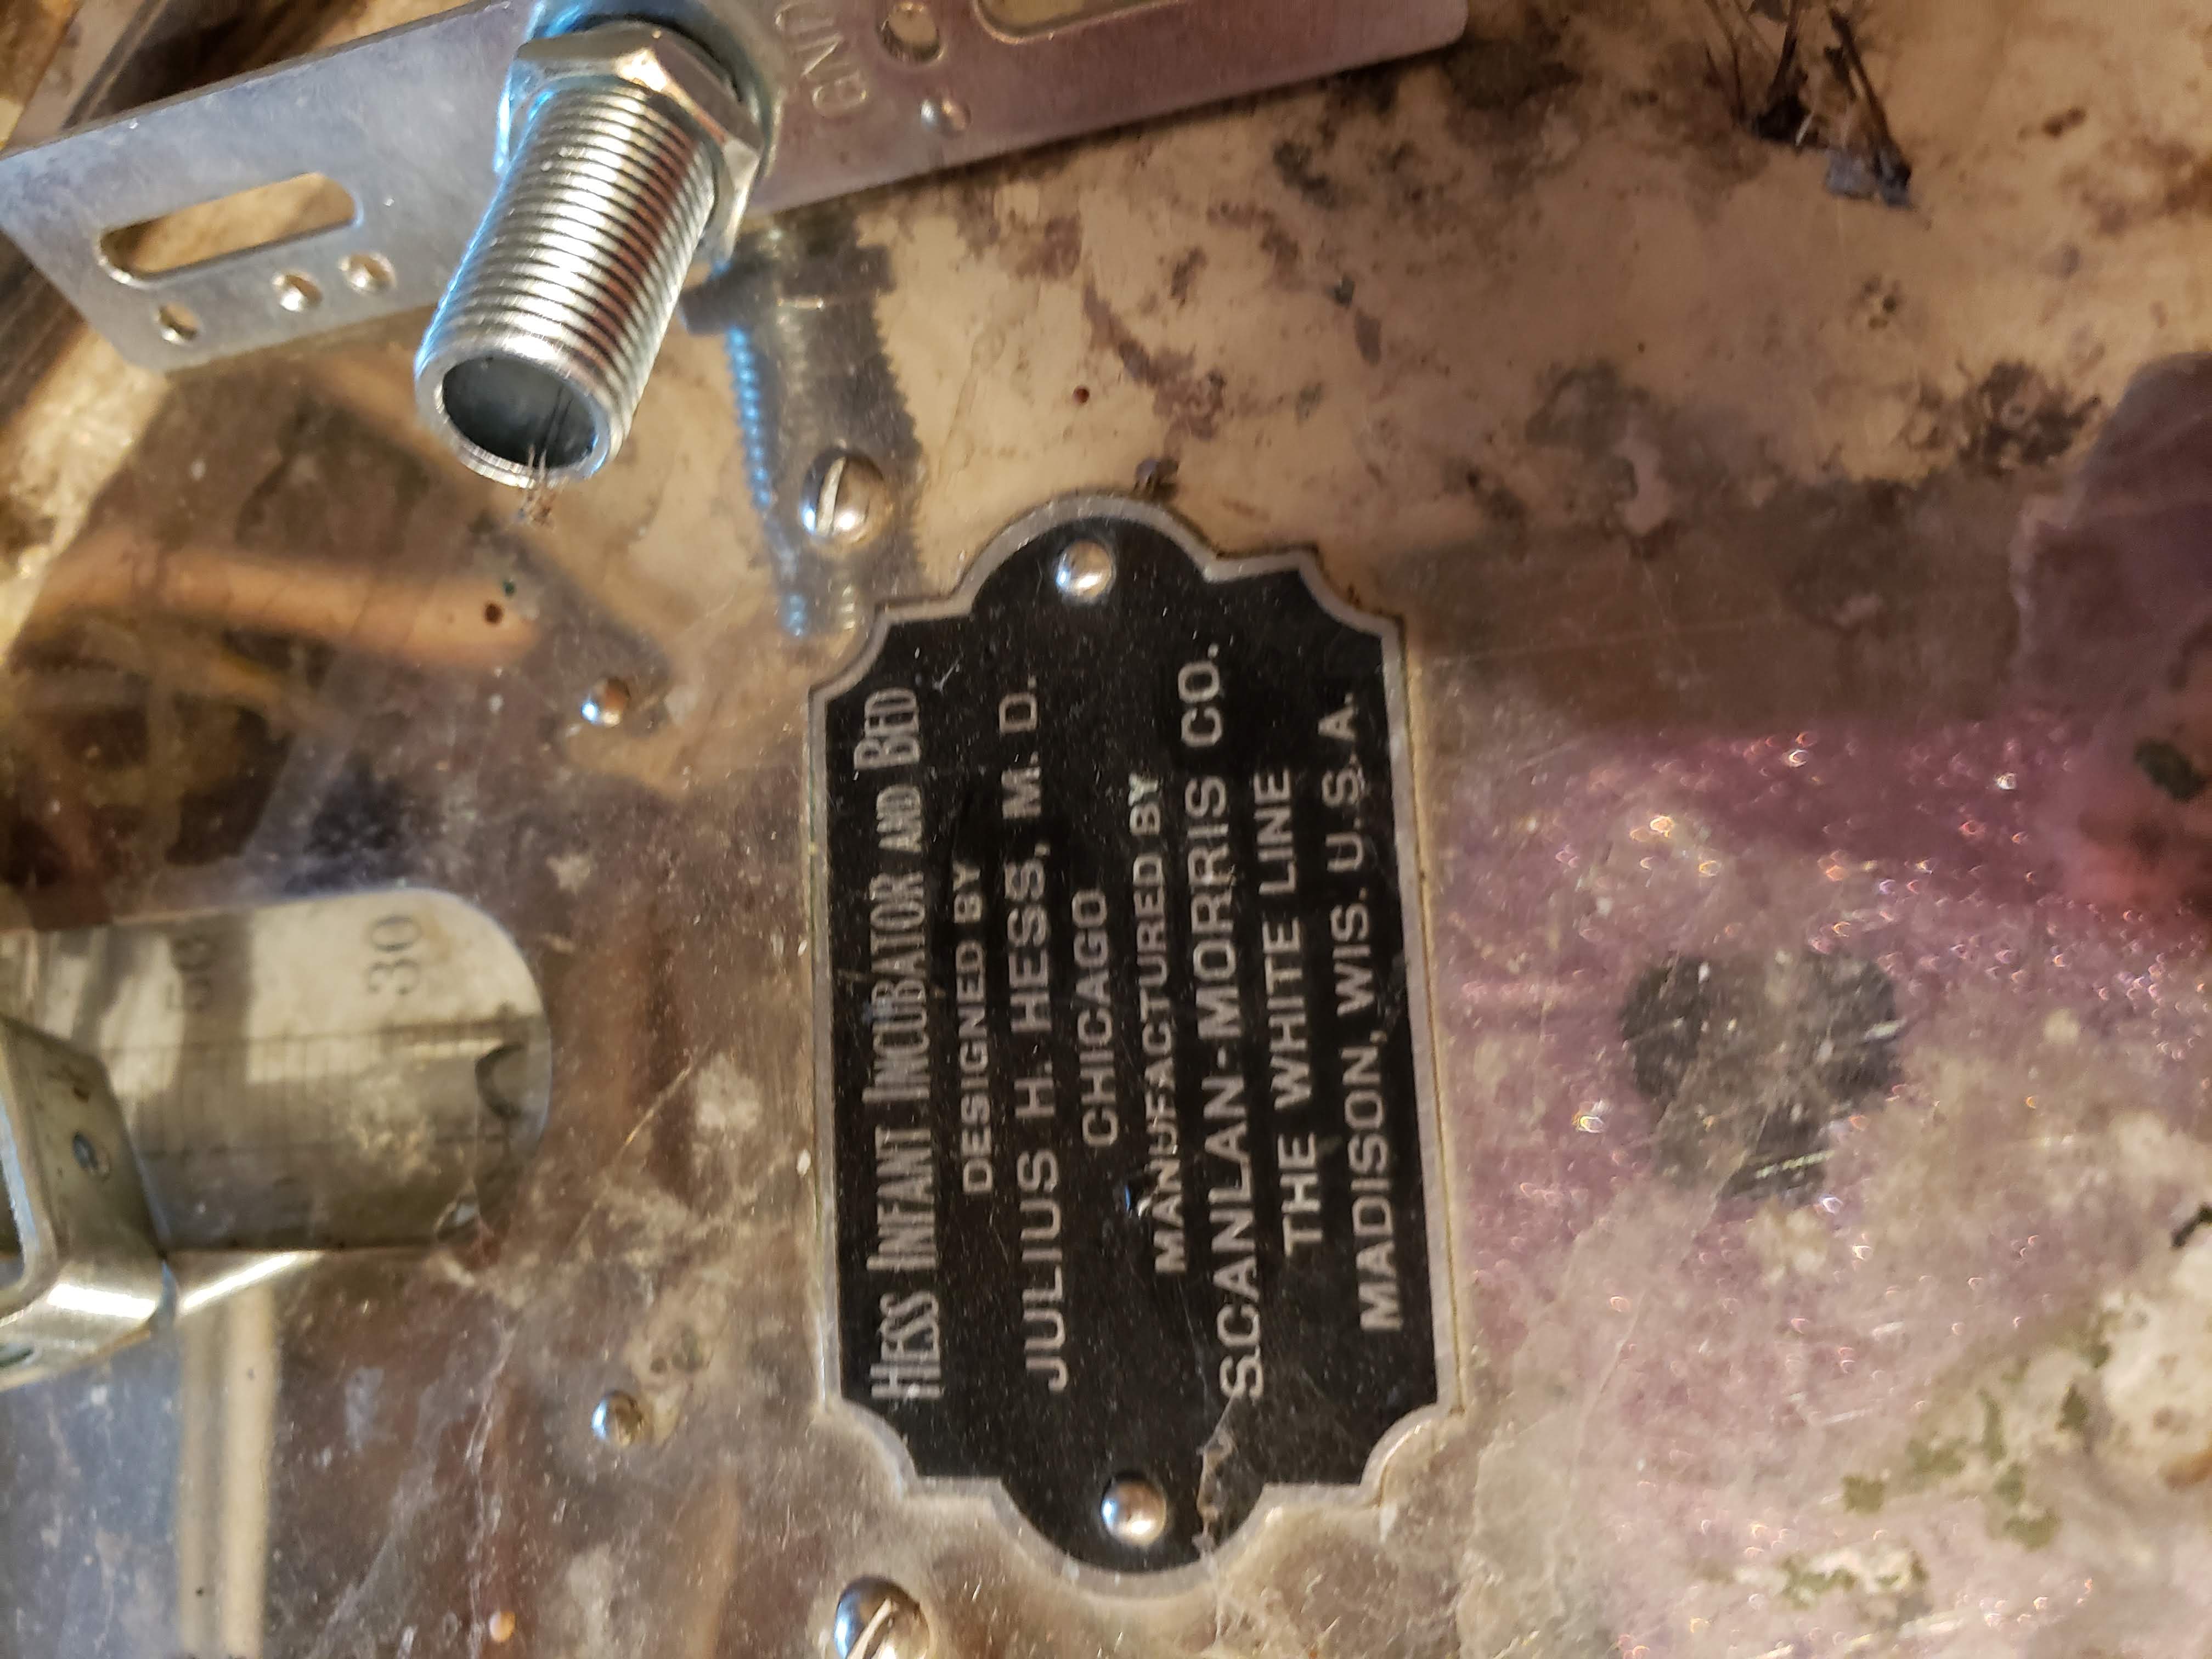 HESS INFANT INCUBATOR AND BED
DESIGNED BY
JULIUS H. HESS, M. D.
CHICAGO
MANUFACTURED BY
SCANLAN-MORRIS CO.
THE WHITE LINE
MADISON, WIS. U.S.A.
30